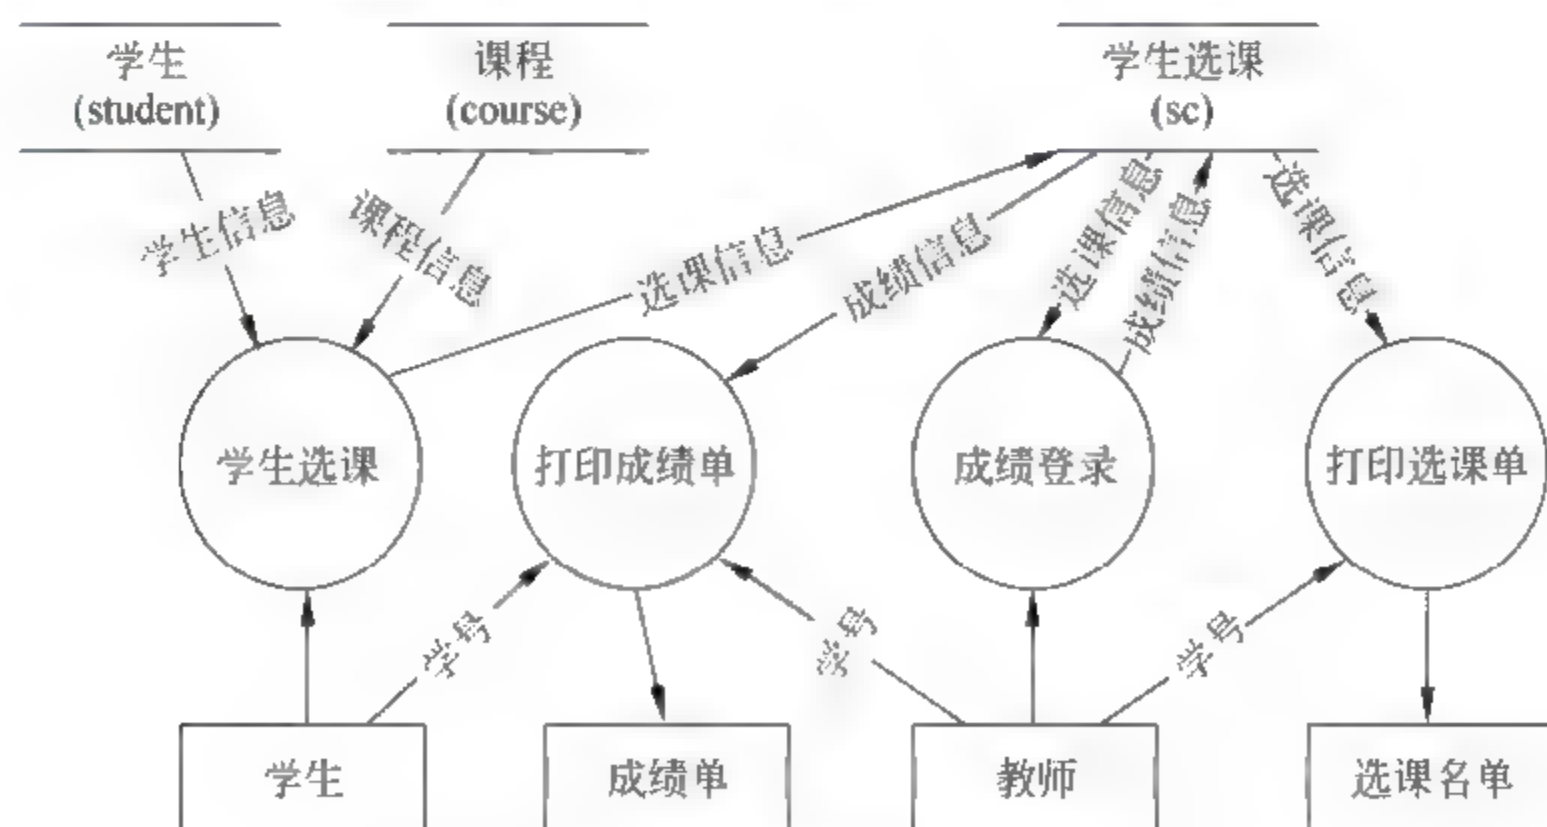 学生
(student)
课程
(course)
学生选课
(sc)
学生信息
课程信息
选课信息
成绩信息
选课信息
成绩信息
选课信息
学生选课
打印成绩单
成绩登录
打印选课单
学号
学号
学号
学生
成绩单
教师
选课名单